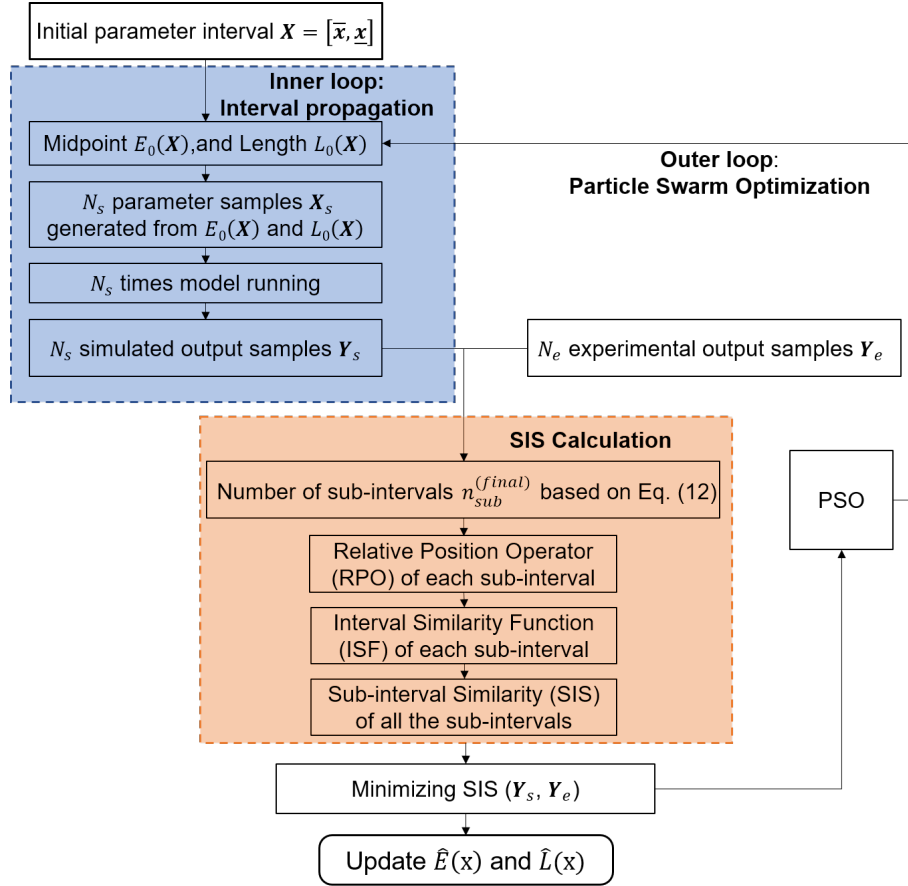 Initial parameter interval 𝑿 = [x̅, x̲]
Inner loop:
Interval propagation
Midpoint 𝐸₀(𝑿),and Length 𝐿₀(𝑿)
Outer loop:
Particle Swarm Optimization
𝑁ₛ parameter samples 𝑿ₛ
generated from 𝐸₀(𝑿) and 𝐿₀(𝑿)
𝑁ₛ times model running
𝑁ₛ simulated output samples 𝒀ₛ
𝑁ₑ experimental output samples 𝒀ₑ
SIS Calculation
Number of sub-intervals $n_{sub}^{(final)}$ based on Eq. (12)
PSO
Relative Position Operator
(RPO) of each sub-interval
Interval Similarity Function
(ISF) of each sub-interval
Sub-interval Similarity (SIS)
of all the sub-intervals
Minimizing SIS (𝒀ₛ, 𝒀ₑ)
Update Ê(x) and L̂(x)